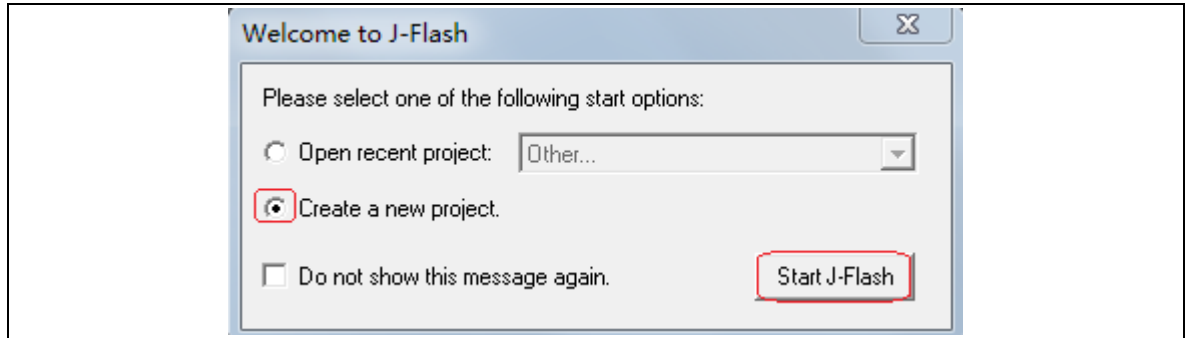 Welcome to J-Flash
Please select one of the following start options:
Open recent project: Other...
Create a new project.
Do not show this message again. Start J-Flash